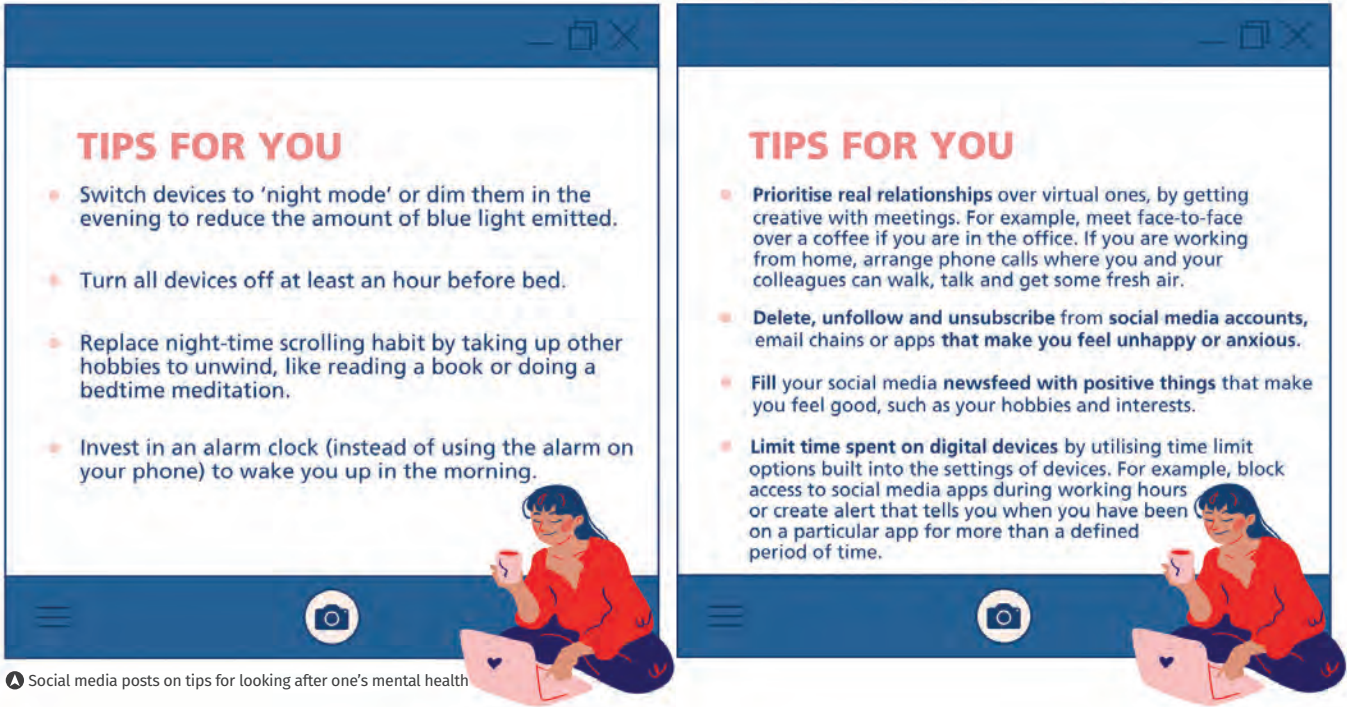 TIPS FOR YOU
Switch devices to 'night mode' or dim them in the
evening to reduce the amount of blue light emitted.
Turn all devices off at least an hour before bed.
Replace night-time scrolling habit by taking up other
hobbies to unwind, like reading a book or doing a
bedtime meditation.
Invest in an alarm clock (instead of using the alarm on
your phone) to wake you up in the morning.
TIPS FOR YOU
Prioritise real relationships over virtual ones, by getting
creative with meetings. For example, meet face-to-face
over a coffee if you are in the office. If you are working
from home, arrange phone calls where you and your
colleagues can walk, talk and get some fresh air.
Delete, unfollow and unsubscribe from social media accounts,
email chains or apps that make you feel unhappy or anxious.
Fill your social media newsfeed with positive things that make
you feel good, such as your hobbies and interests.
Limit time spent on digital devices by utilising time limit
options built into the settings of devices. For example, block
access to social media apps during working hours
or create alert that tells you when you have been
on a particular app for more than a defined
period of time.
Social media posts on tips for looking after one's mental health